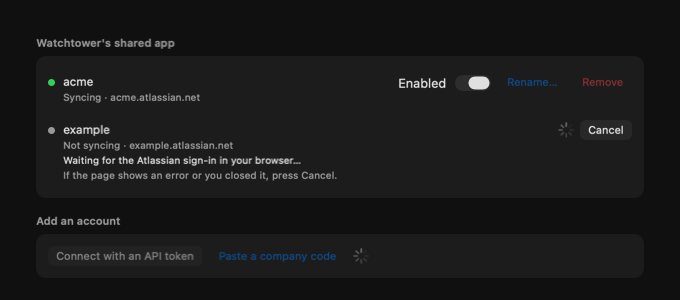 Watchtower's shared app
acme
Syncing · acme.atlassian.net
Enabled
Rename...
Remove
example
Not syncing · example.atlassian.net
Waiting for the Atlassian sign-in in your browser...
If the page shows an error or you closed it, press Cancel.
Cancel
Add an account
Connect with an API token
Paste a company code